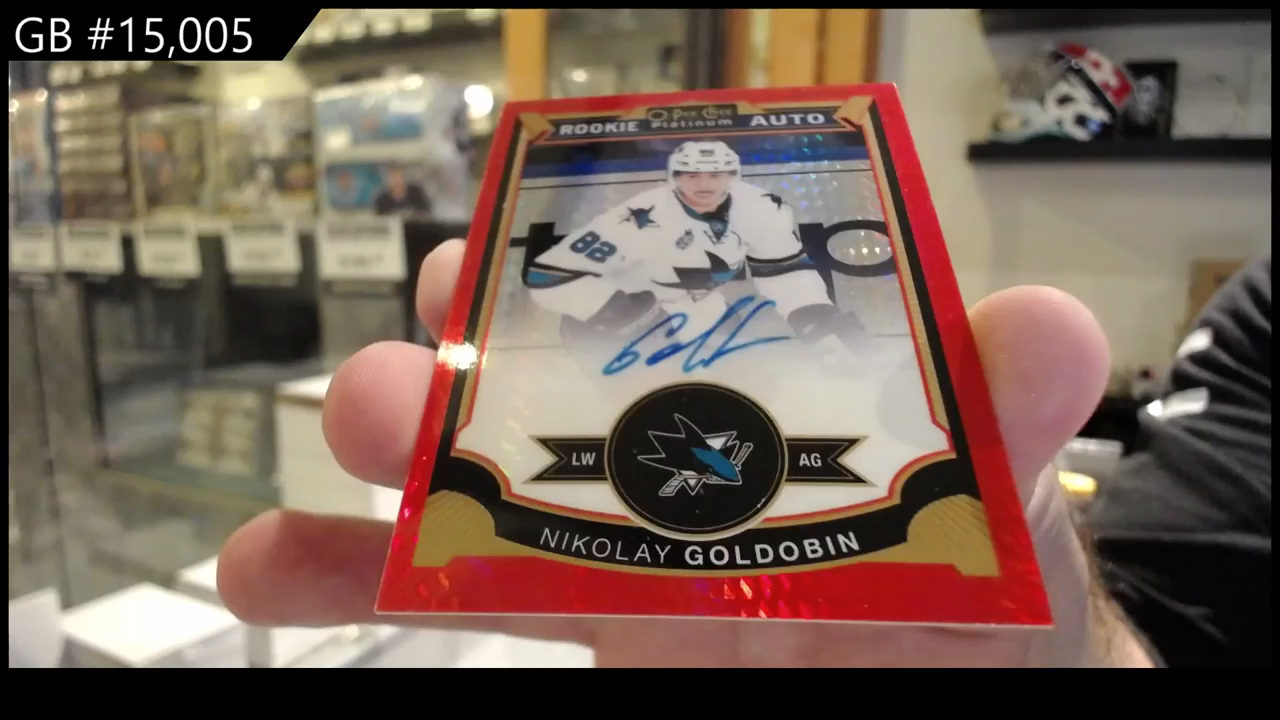 GB #15,005
ROOKIE O-Pee-Chee AUTO
Platinum
82
LW
AG
NIKOLAY GOLDOBIN